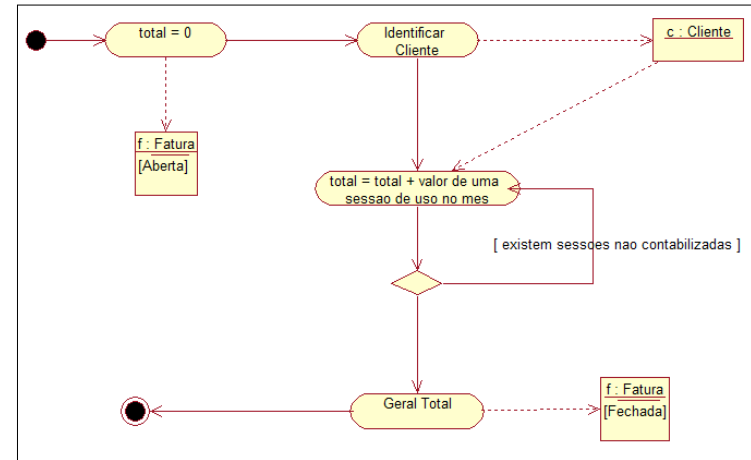 total = 0
Identificar
Cliente
c : Cliente
f : Fatura
[Aberta]
total = total + valor de uma
sessao de uso no mes
[ existem sessoes nao contabilizadas ]
Geral Total
f : Fatura
[Fechada]